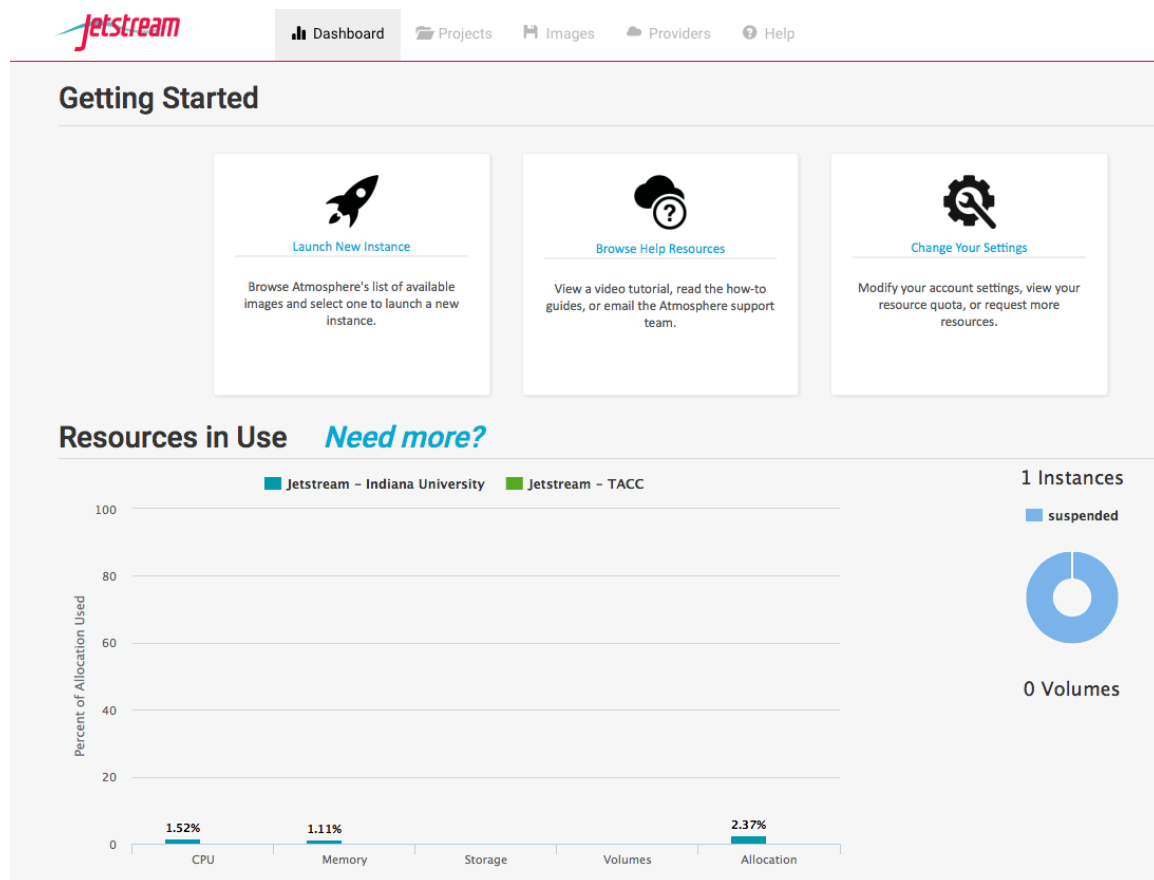 Jetstream
Dashboard Projects Images Providers Help
Getting Started
Launch New Instance
Browse Atmosphere's list of available
images and select one to launch a new
instance.
Browse Help Resources
View a video tutorial, read the how-to
guides, or email the Atmosphere support
team.
Change Your Settings
Modify your account settings, view your
resource quota, or request more
resources.
Resources in Use Need more?
Jetstream – Indiana University Jetstream – TACC
Percent of Allocation Used
100
80
60
40
20
0
1.52%
1.11%
2.37%
CPU Memory Storage Volumes Allocation
1 Instances
suspended
0 Volumes